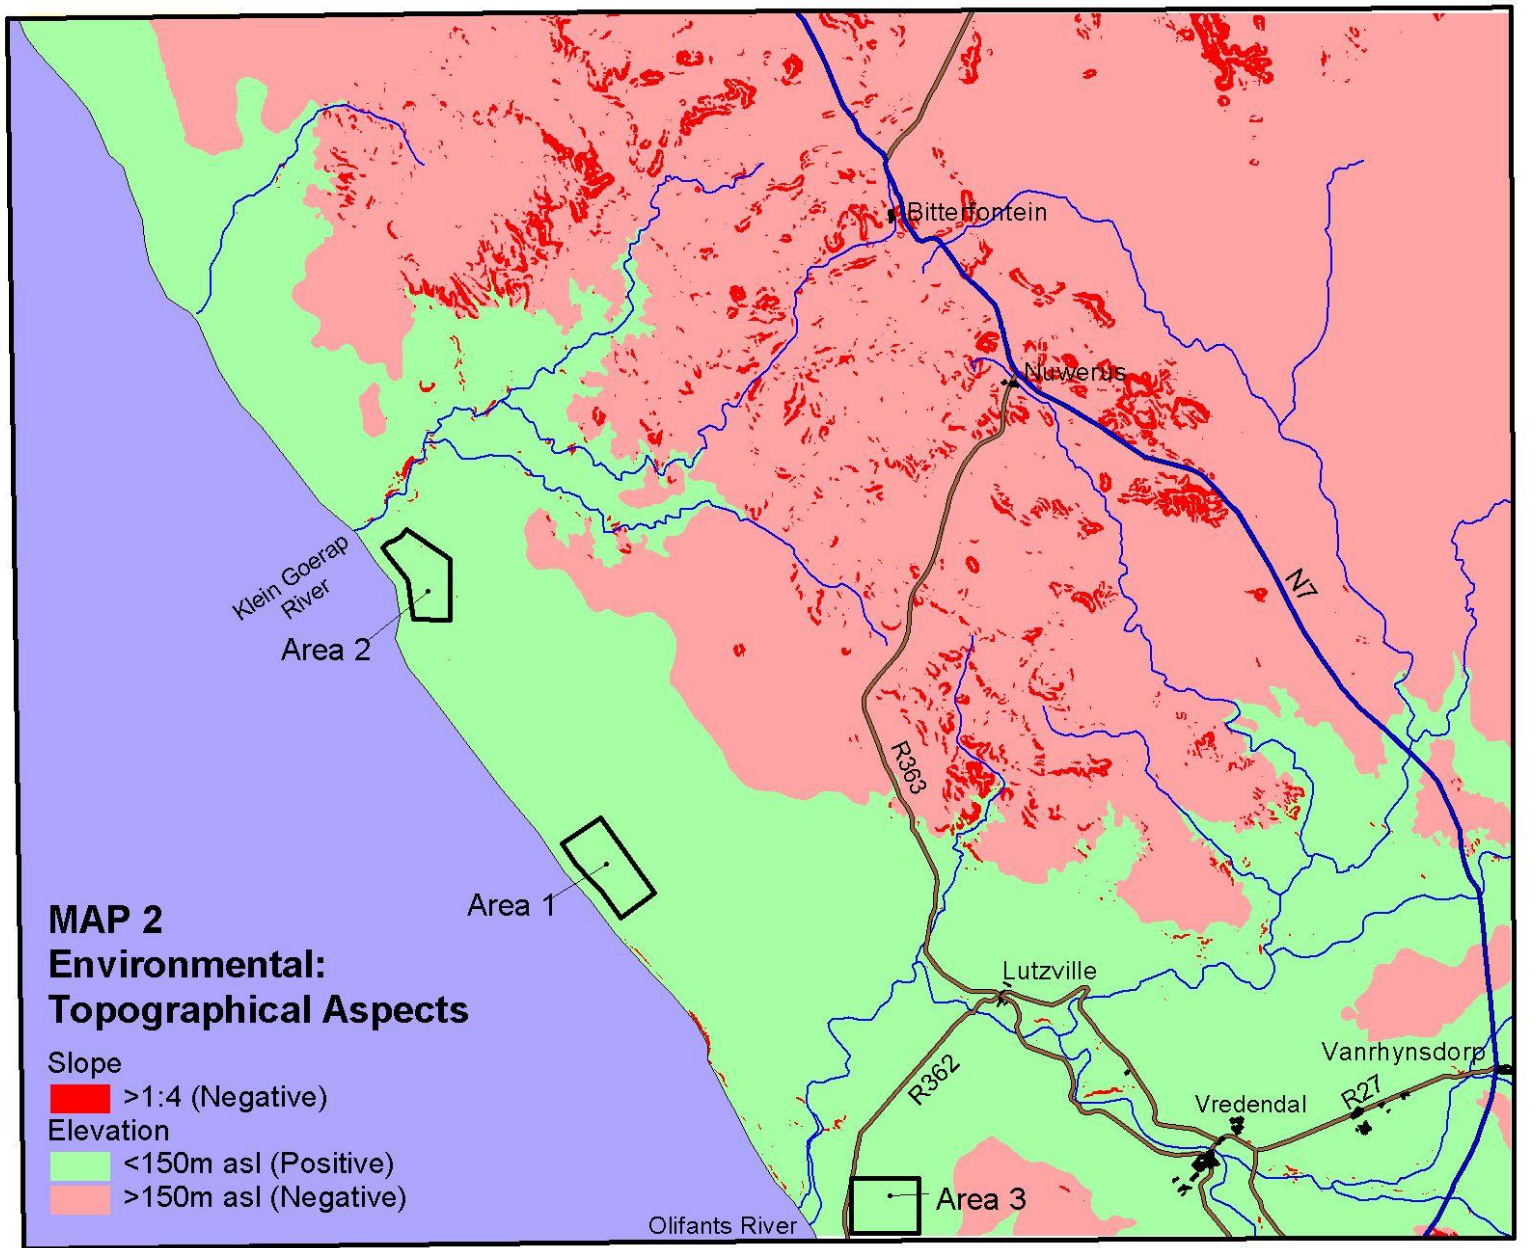 Bitterfontein
Nuwerus
N7
Klein Goerap
River
Area 2
R363
Area 1
MAP 2
Environmental:
Topographical Aspects
Slope
>1:4 (Negative)
Elevation
<150m asl (Positive)
>150m asl (Negative)
Lutzville
Vanrhynsdorp
R362
R27
Vredendal
Area 3
Olifants River